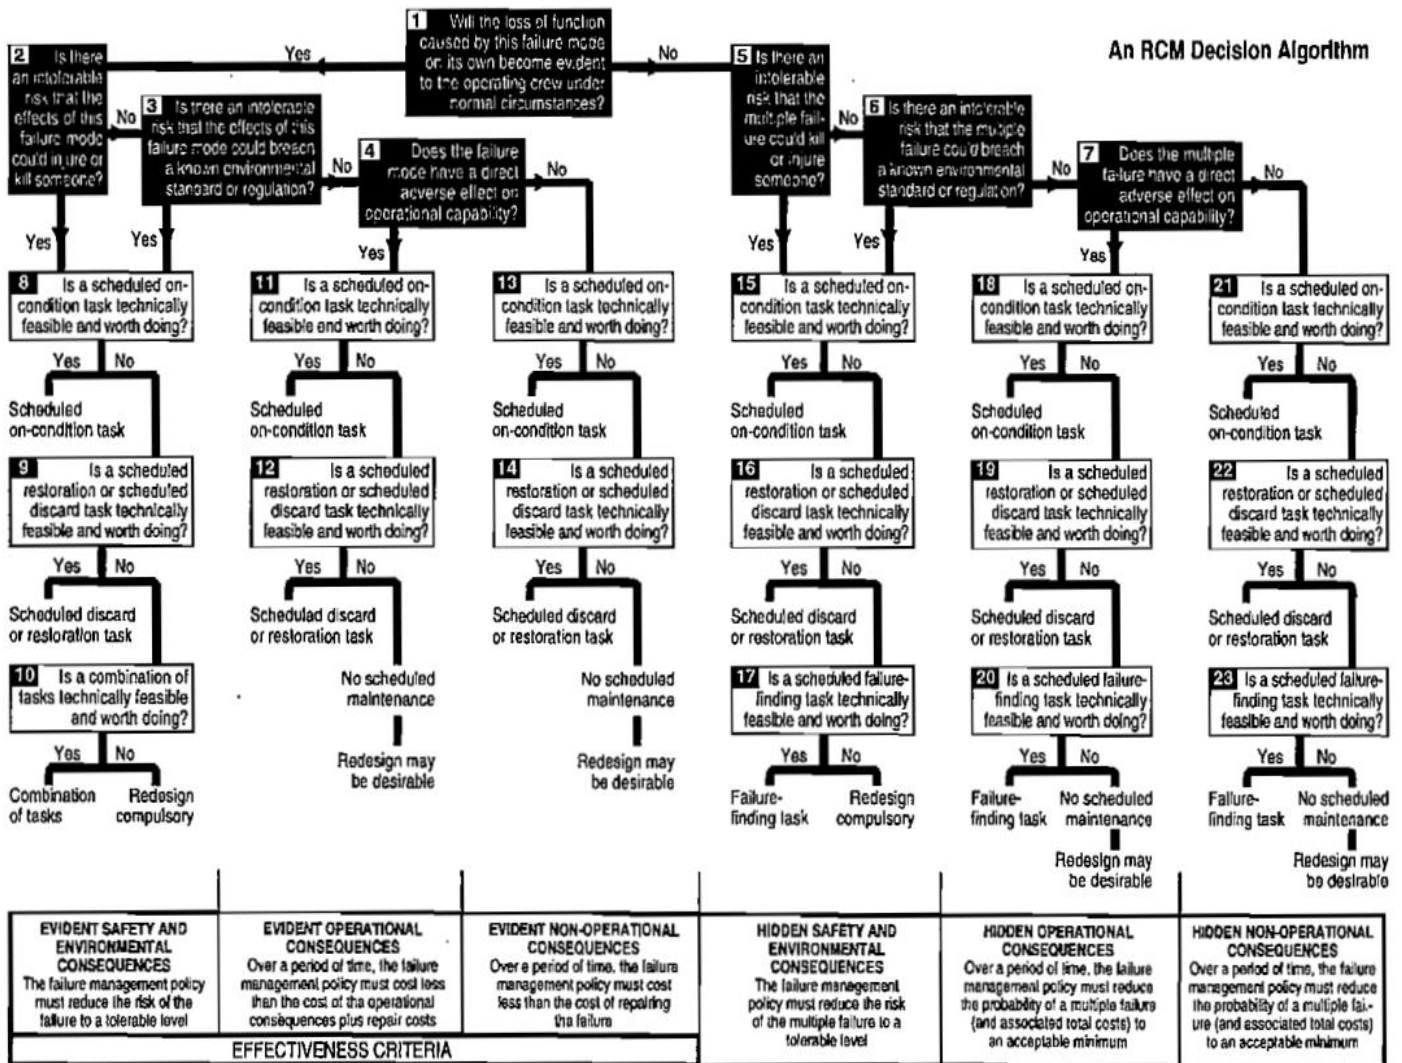 An RCM Decision Algorithm
1 Will the loss of function
caused by this failure mode
on its own become evident
to the operating crew under
normal circumstances?
Yes
No
2 Is there
an intolerable
risk that the
effects of this
failure mode
could injure or
kill someone?
No
Yes
3 Is there an intolerable
risk that the effects of this
failure mode could breach
a known environmental
standard or regulation?
No
Yes
4 Does the failure
mode have a direct
adverse effect on
operational capability?
No
Yes
5 Is there an
intolerable
risk that the
multiple fail-
ure could kill
or injure
someone?
No
Yes
6 Is there an intolerable
risk that the multiple
failure could breach
a known environmental
standard or regulation?
No
Yes
7 Does the multiple
failure have a direct
adverse effect on
operational capability?
No
Yes
8 Is a scheduled on-
condition task technically
feasible and worth doing?
Yes No
Scheduled
on-condition task
9 Is a scheduled
restoration or scheduled
discard task technically
feasible and worth doing?
Yes No
Scheduled discard
or restoration task
10 Is a combination of
tasks technically feasible
and worth doing?
Yes No
Combination
of tasks
Redesign
compulsory
11 Is a scheduled on-
condition task technically
feasible and worth doing?
Yes No
Scheduled
on-condition task
12 Is a scheduled
restoration or scheduled
discard task technically
feasible and worth doing?
Yes No
Scheduled discard
or restoration task
No scheduled
maintenance
Redesign may
be desirable
13 Is a scheduled on-
condition task technically
feasible and worth doing?
Yes No
Scheduled
on-condition task
14 Is a scheduled
restoration or scheduled
discard task technically
feasible and worth doing?
Yes No
Scheduled discard
or restoration task
No scheduled
maintenance
Redesign may
be desirable
15 Is a scheduled on-
condition task technically
feasible and worth doing?
Yes No
Scheduled
on-condition task
16 Is a scheduled
restoration or scheduled
discard task technically
feasible and worth doing?
Yes No
Scheduled discard
or restoration task
17 Is a scheduled failure-
finding task technically
feasible and worth doing?
Yes No
Failure-
finding task
Redesign
compulsory
18 Is a scheduled on-
condition task technically
feasible and worth doing?
Yes No
Scheduled
on-condition task
19 Is a scheduled
restoration or scheduled
discard task technically
feasible and worth doing?
Yes No
Scheduled discard
or restoration task
20 Is a scheduled failure-
finding task technically
feasible and worth doing?
Yes No
Failure-
finding task
No scheduled
maintenance
Redesign may
be desirable
21 Is a scheduled on-
condition task technically
feasible and worth doing?
Yes No
Scheduled
on-condition task
22 Is a scheduled
restoration or scheduled
discard task technically
feasible and worth doing?
Yes No
Scheduled discard
or restoration task
23 Is a scheduled failure-
finding task technically
feasible and worth doing?
Yes No
Failure-
finding task
No scheduled
maintenance
Redesign may
be desirable
EVIDENT SAFETY AND
ENVIRONMENTAL
CONSEQUENCES
The failure management policy
must reduce the risk of the
failure to a tolerable level
EVIDENT OPERATIONAL
CONSEQUENCES
Over a period of time, the failure
management policy must cost less
than the cost of the operational
consequences plus repair costs
EVIDENT NON-OPERATIONAL
CONSEQUENCES
Over a period of time, the failure
management policy must cost
less than the cost of repairing
the failure
EFFECTIVENESS CRITERIA
HIDDEN SAFETY AND
ENVIRONMENTAL
CONSEQUENCES
The failure management
policy must reduce the risk
of the multiple failure to a
tolerable level
HIDDEN OPERATIONAL
CONSEQUENCES
Over a period of time, the failure
management policy must reduce
the probability of a multiple failure
(and associated total costs) to
an acceptable minimum
HIDDEN NON-OPERATIONAL
CONSEQUENCES
Over a period of time, the failure
management policy must reduce
the probability of a multiple fail-
ure (and associated total costs)
to an acceptable minimum